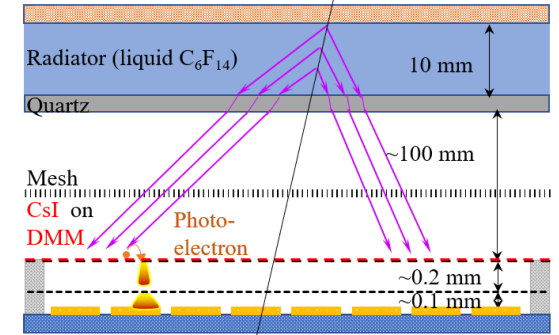 Radiator (liquid C₆F₁₄)
10 mm
Quartz
~100 mm
Mesh
CsI on
DMM
Photo-
electron
~0.2 mm
~0.1 mm